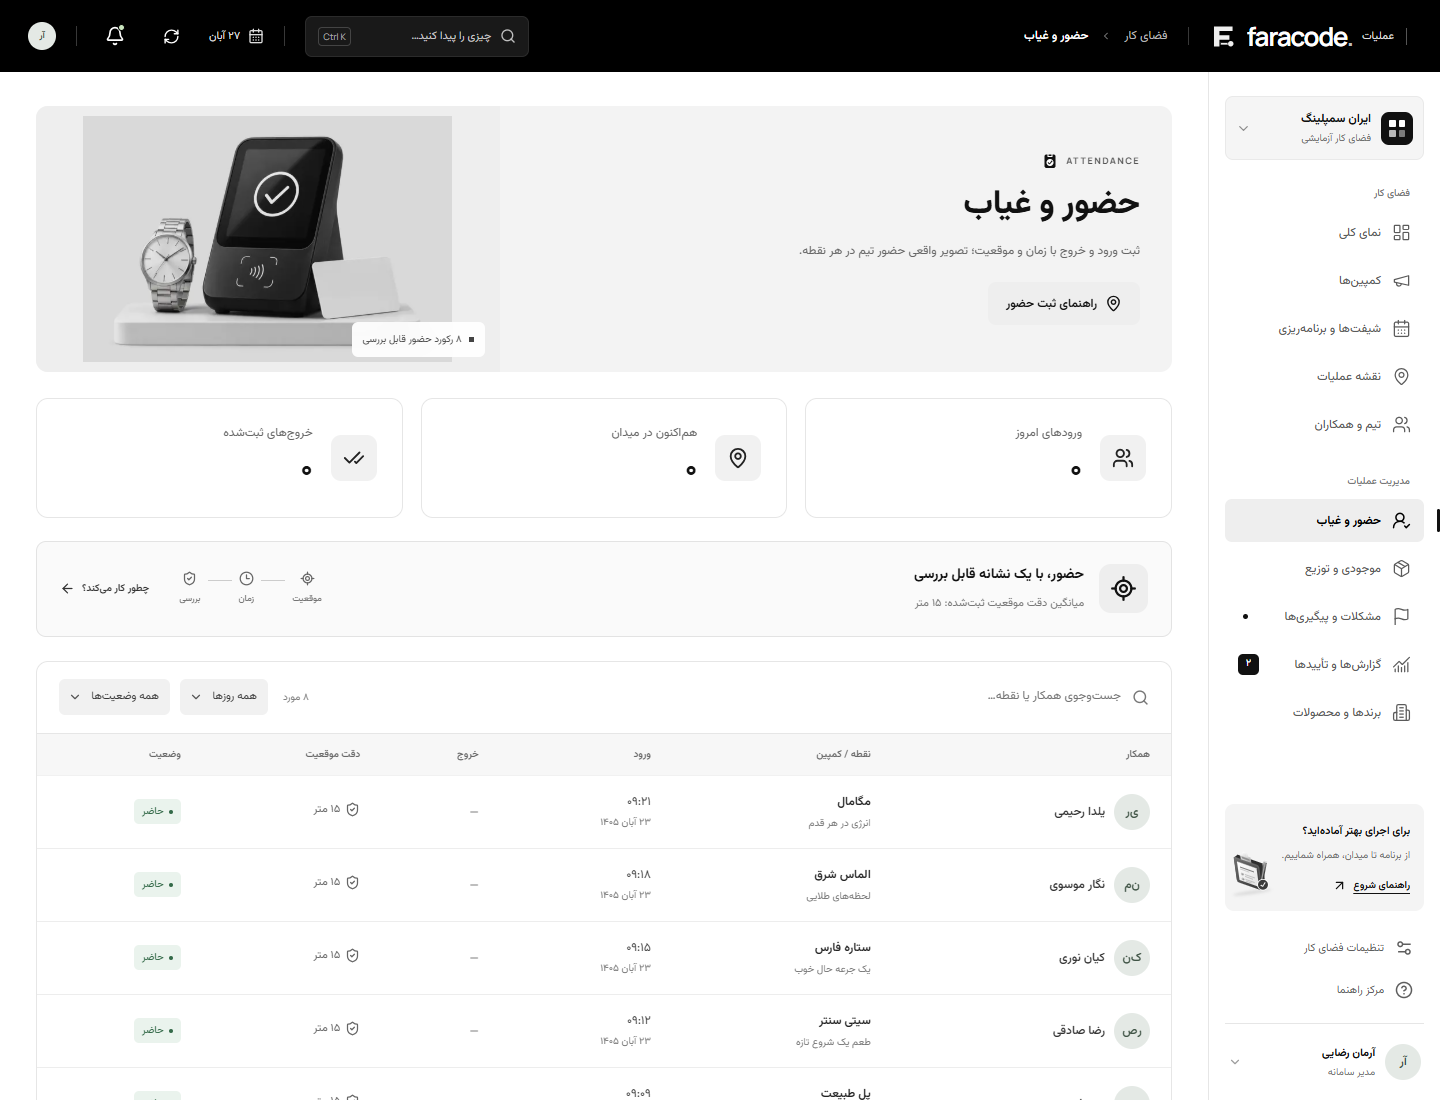 عملیات
faracode.
فضای کار
حضور و غیاب
چیزی را پیدا کنید...
Ctrl K
۲۷ آبان
آر
ایران سمپلینگ
فضای کار آزمایشی
فضای کار
نمای کلی
کمپین‌ها
شیفت‌ها و برنامه‌ریزی
نقشه عملیات
تیم و همکاران
مدیریت عملیات
حضور و غیاب
موجودی و توزیع
مشکلات و پیگیری‌ها
گزارش‌ها و تأییدها
۲
برندها و محصولات
برای اجرای بهتر آماده‌اید؟
از برنامه تا میدان، همراه شماییم.
راهنمای شروع
تنظیمات فضای کار
مرکز راهنما
آرمان رضایی
مدیر سامانه
آر
ATTENDANCE
حضور و غیاب
ثبت ورود و خروج با زمان و موقعیت؛ تصویر واقعی حضور تیم در هر نقطه.
راهنمای ثبت حضور
۸ رکورد حضور قابل بررسی
ورودهای امروز
۰
هم‌اکنون در میدان
۰
خروج‌های ثبت‌شده
۰
حضور، با یک نشانه قابل بررسی
میانگین دقت موقعیت ثبت‌شده: ۱۵ متر
موقعیت
زمان
بررسی
چطور کار می‌کند؟
جست‌وجوی همکار یا نقطه...
۸ مورد
همه روزها
همه وضعیت‌ها
همکار
نقطه / کمپین
ورود
خروج
دقت موقعیت
وضعیت
یر
یلدا رحیمی
مگامال
انرژی در هر قدم
۰۹:۲۱
۲۳ آبان ۱۴۰۵
—
۱۵ متر
حاضر
نم
نگار موسوی
الماس شرق
لحظه‌های طلایی
۰۹:۱۸
۲۳ آبان ۱۴۰۵
—
۱۵ متر
حاضر
کن
کیان نوری
ستاره فارس
یک جرعه حال خوب
۰۹:۱۵
۲۳ آبان ۱۴۰۵
—
۱۵ متر
حاضر
رص
رضا صادقی
سیتی سنتر
طعم یک شروع تازه
۰۹:۱۲
۲۳ آبان ۱۴۰۵
—
۱۵ متر
حاضر
پل طبیعت
۰۹:۰۹